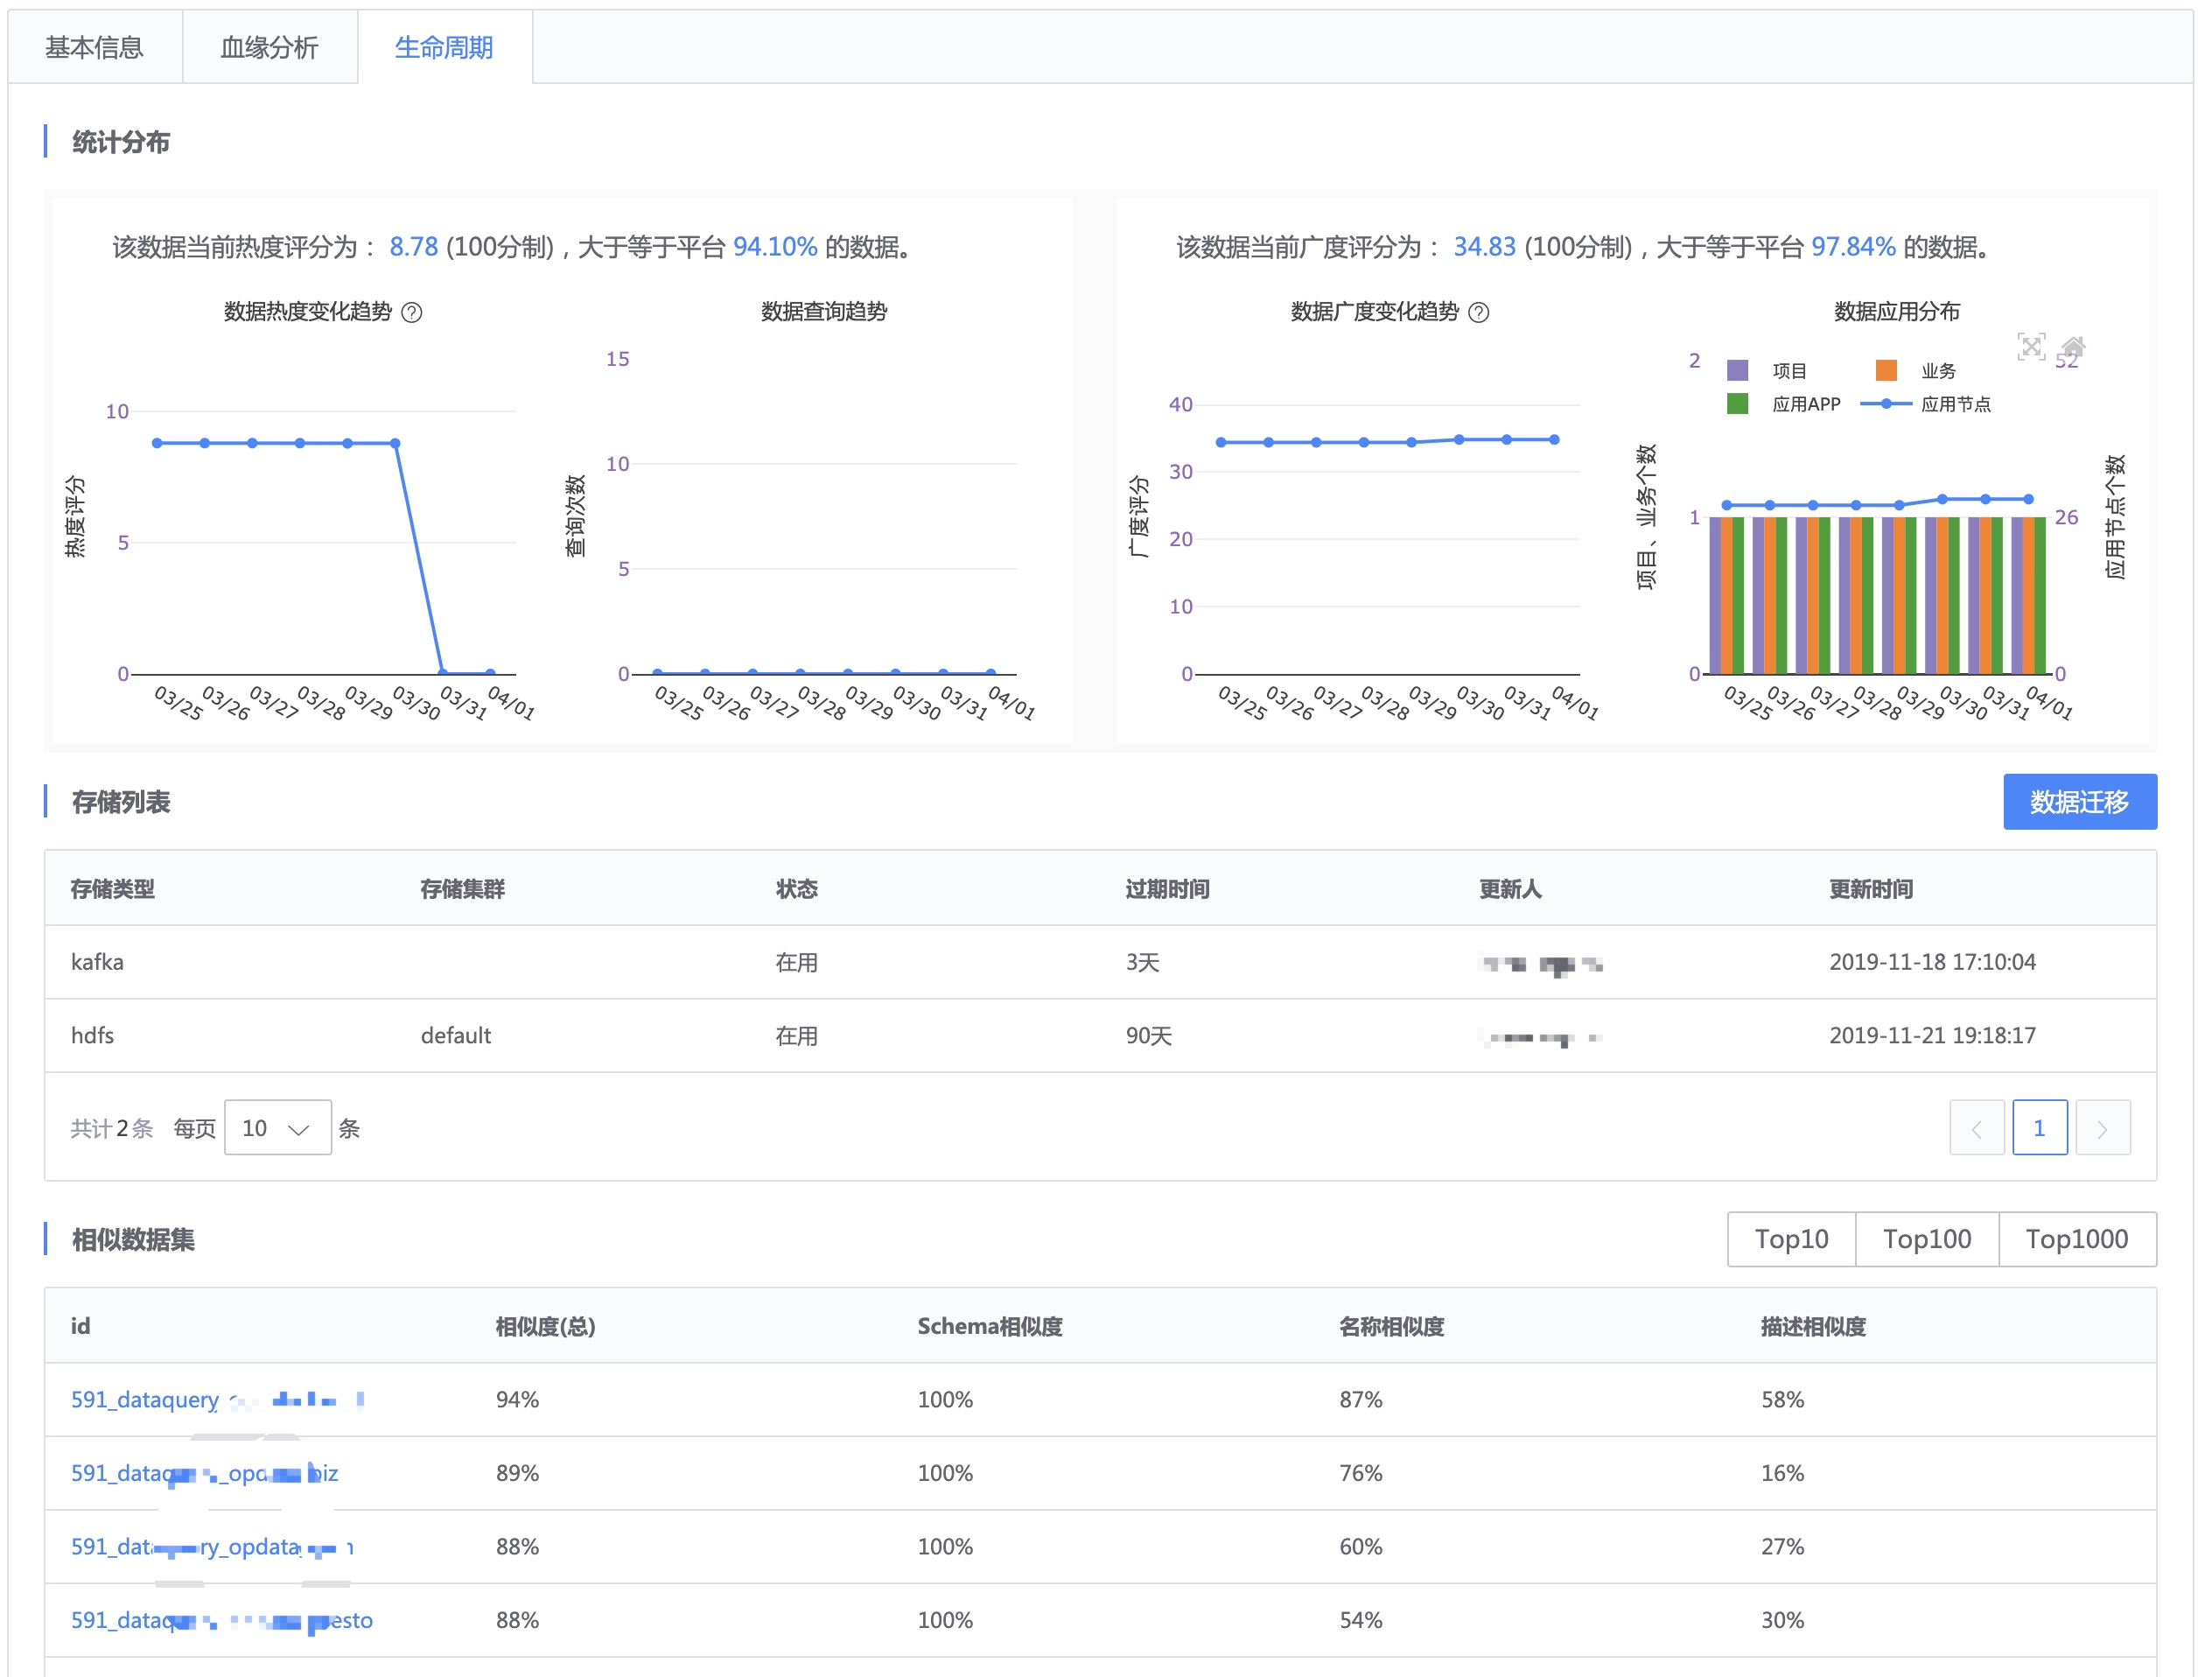 基本信息 血缘分析 生命周期
统计分布
该数据当前热度评分为： 8.78 (100分制)，大于等于平台 94.10% 的数据。
数据热度变化趋势 ?
热度评分
10
5
0
03/25 03/26 03/27 03/28 03/29 03/30 03/31 04/01
数据查询趋势
查询次数
15
10
5
0
03/25 03/26 03/27 03/28 03/29 03/30 03/31 04/01
该数据当前广度评分为： 34.83 (100分制)，大于等于平台 97.84% 的数据。
数据广度变化趋势 ?
广度评分
40
30
20
10
0
03/25 03/26 03/27 03/28 03/29 03/30 03/31 04/01
数据应用分布
项目 业务
应用APP 应用节点
项目、业务个数
2
1
0
52
26
0
应用节点个数
03/25 03/26 03/27 03/28 03/29 03/30 03/31 04/01
存储列表 数据迁移
存储类型 存储集群 状态 过期时间 更新人 更新时间
kafka 在用 3天 2019-11-18 17:10:04
hdfs default 在用 90天 2019-11-21 19:18:17
共计2条 每页 10 条 1
相似数据集 Top10 Top100 Top1000
id 相似度(总) Schema相似度 名称相似度 描述相似度
591_dataquery 94% 100% 87% 58%
89% 100% 76% 16%
88% 100% 60% 27%
88% 100% 54% 30%